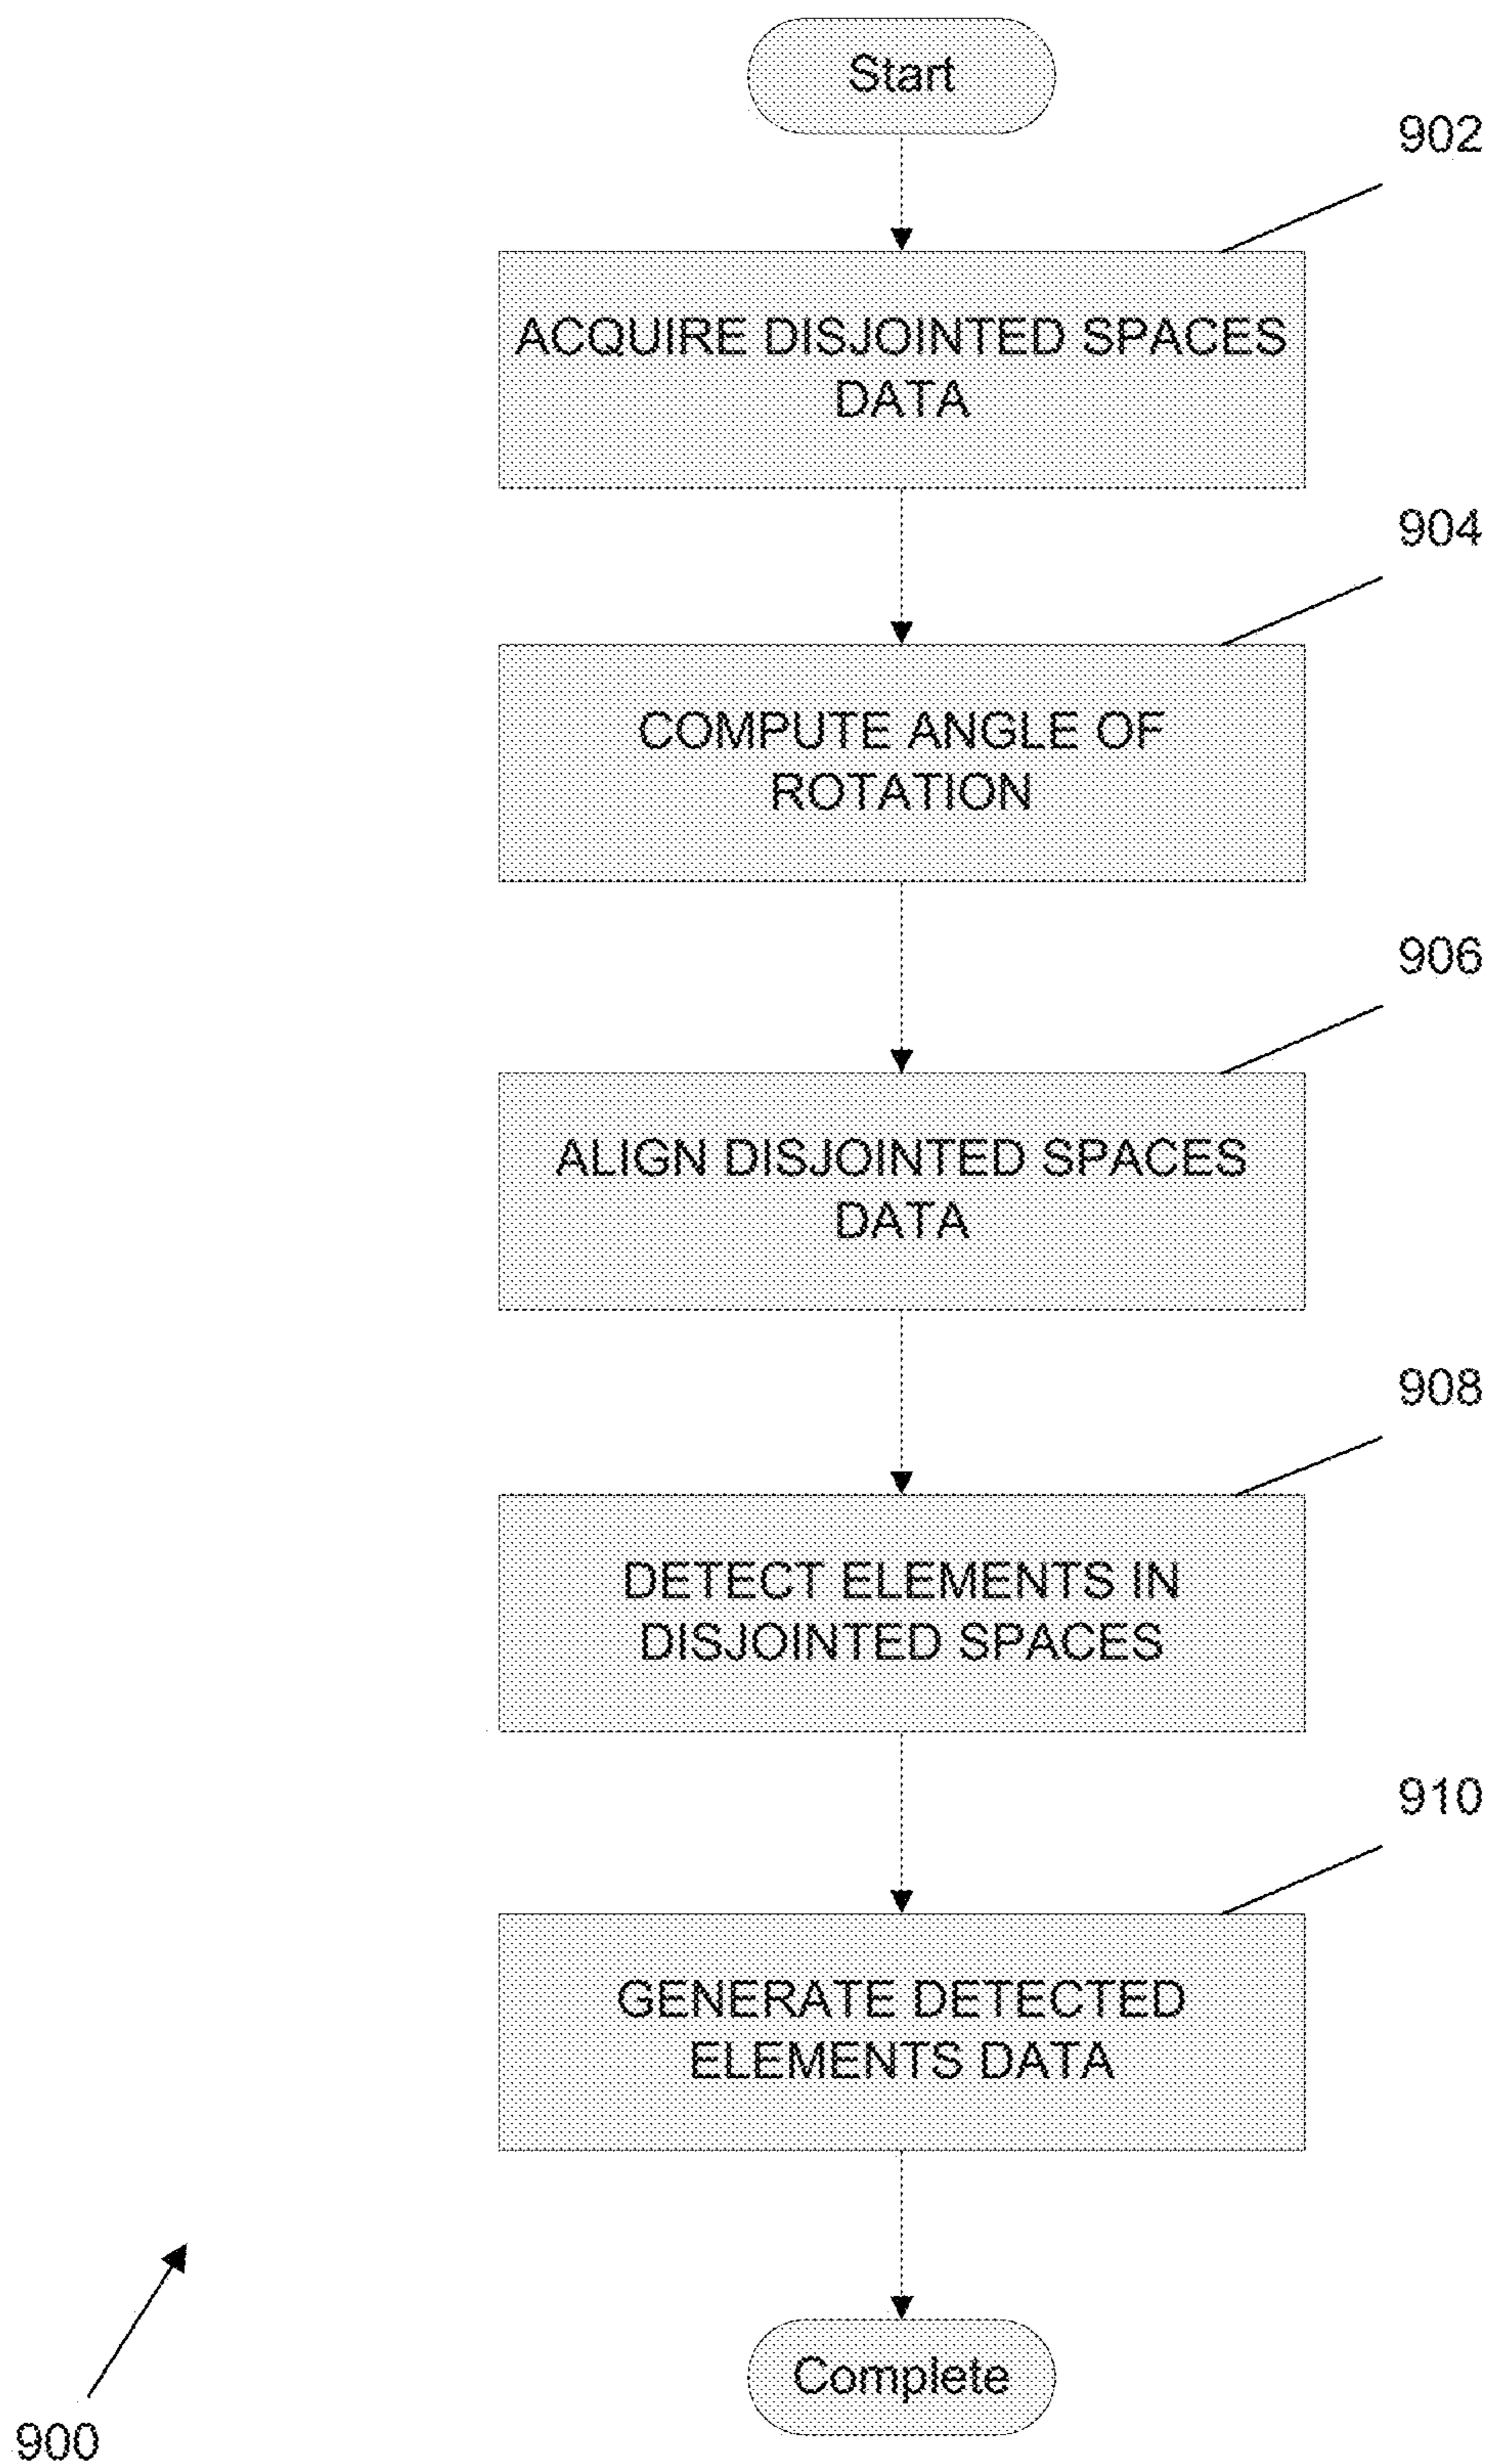 Start
902
ACQUIRE DISJOINTED SPACES
DATA
904
COMPUTE ANGLE OF
ROTATION
906
ALIGN DISJOINTED SPACES
DATA
908
DETECT ELEMENTS IN
DISJOINTED SPACES
910
GENERATE DETECTED
ELEMENTS DATA
Complete
900